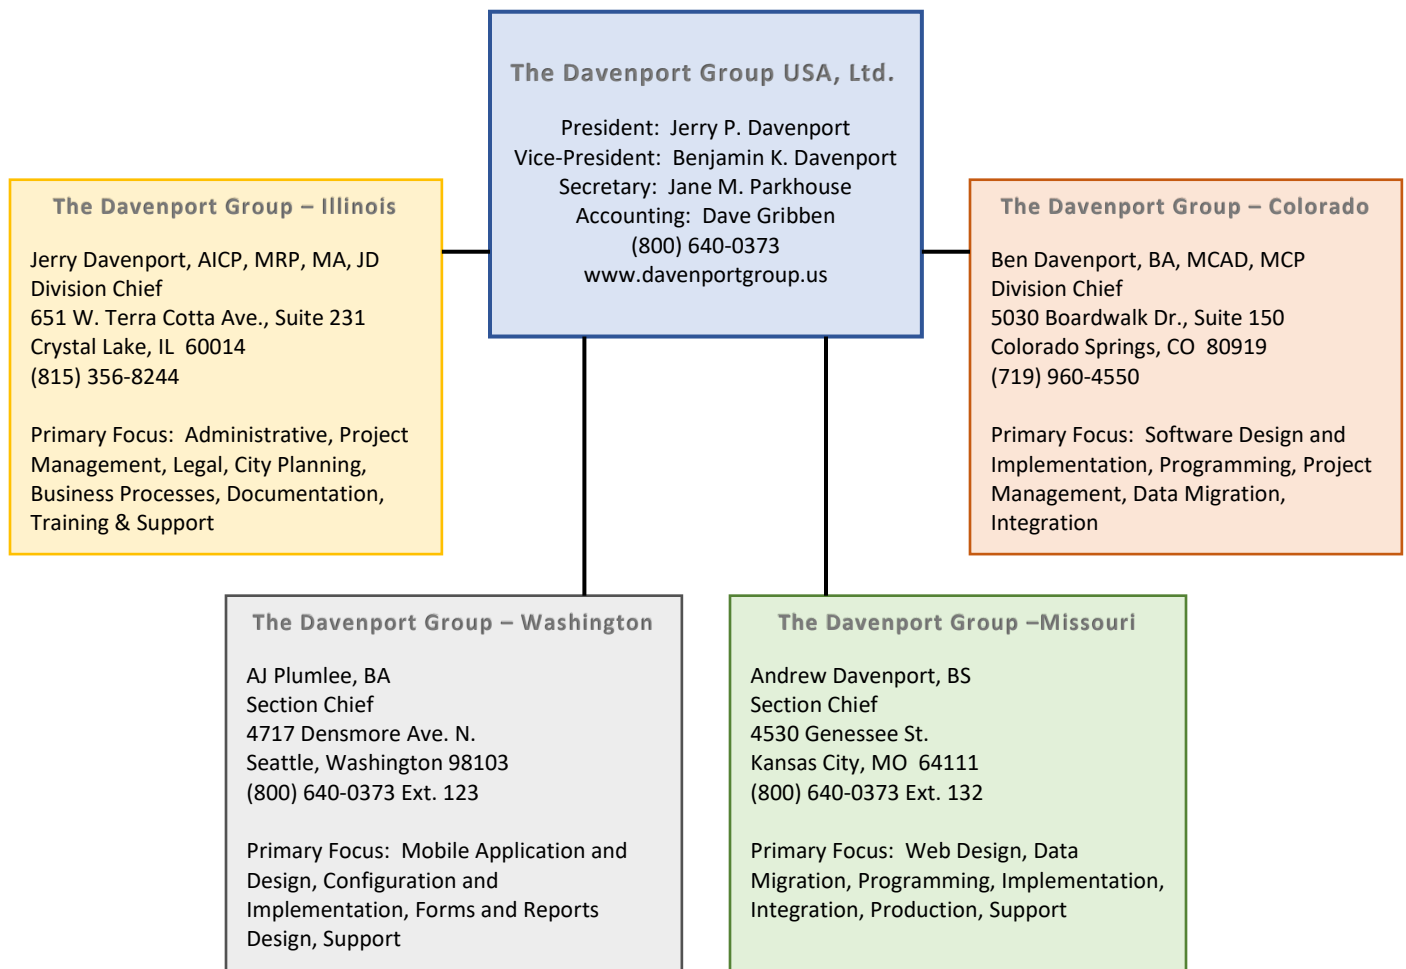 The Davenport Group USA, Ltd.
President:  Jerry P. Davenport
Vice-President:  Benjamin K. Davenport
Secretary:  Jane M. Parkhouse
Accounting:  Dave Gribben
(800) 640-0373
www.davenportgroup.us
The Davenport Group – Illinois
Jerry Davenport, AICP, MRP, MA, JD
Division Chief
651 W. Terra Cotta Ave., Suite 231
Crystal Lake, IL  60014
(815) 356-8244
Primary Focus:  Administrative, Project
Management, Legal, City Planning,
Business Processes, Documentation,
Training & Support
The Davenport Group – Colorado
Ben Davenport, BA, MCAD, MCP
Division Chief
5030 Boardwalk Dr., Suite 150
Colorado Springs, CO  80919
(719) 960-4550
Primary Focus:  Software Design and
Implementation, Programming, Project
Management, Data Migration,
Integration
The Davenport Group – Washington
AJ Plumlee, BA
Section Chief
4717 Densmore Ave. N.
Seattle, Washington 98103
(800) 640-0373 Ext. 123
Primary Focus:  Mobile Application and
Design, Configuration and
Implementation, Forms and Reports
Design, Support
The Davenport Group –Missouri
Andrew Davenport, BS
Section Chief
4530 Genessee St.
Kansas City, MO  64111
(800) 640-0373 Ext. 132
Primary Focus:  Web Design, Data
Migration, Programming, Implementation,
Integration, Production, Support